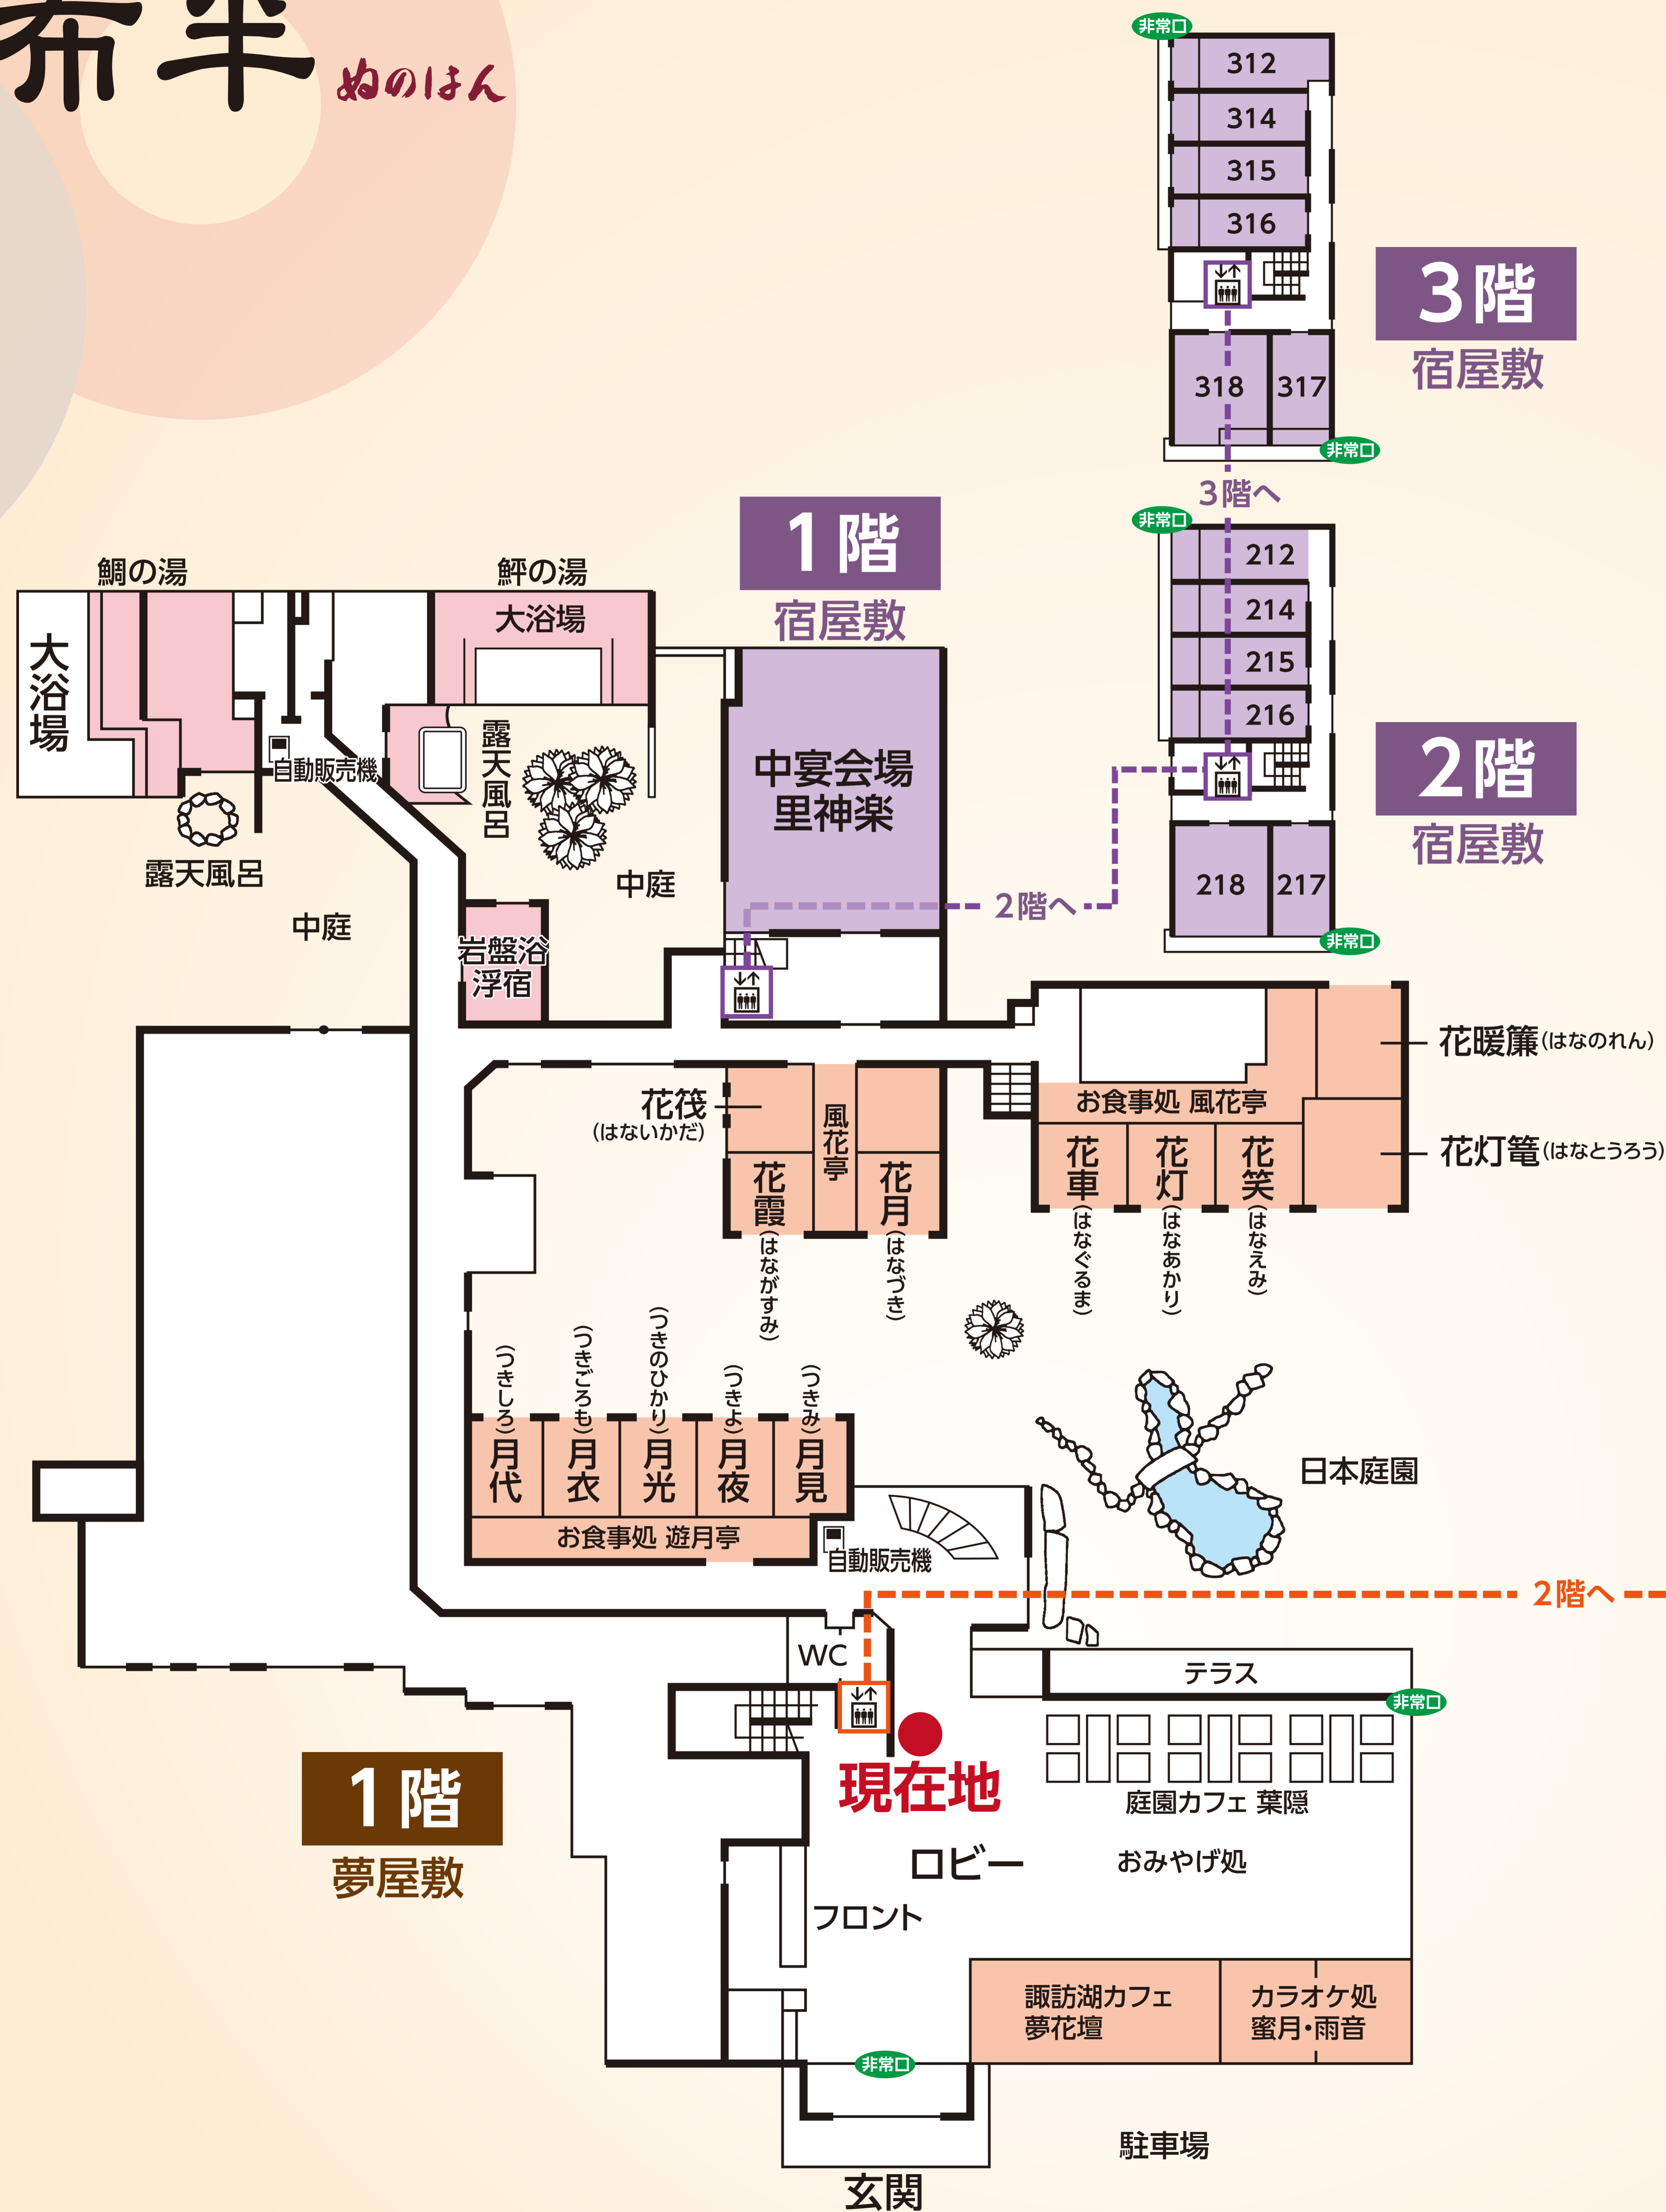 布半
ぬのはん
非常口
312
314
315
316
318
317
非常口
3階
宿屋敷
3階へ
非常口
212
214
215
216
218
217
非常口
2階
宿屋敷
2階へ
1階
宿屋敷
鯛の湯
大浴場
自動販売機
露天風呂
中庭
鮃の湯
大浴場
露天風呂
中庭
岩盤浴
浮宿
中宴会場
里神楽
花暖簾(はなのれん)
花灯篭(はなとうろう)
お食事処 風花亭
花車
(はなぐるま)
花灯
(はなあかり)
花笑
(はなえみ)
花筏
(はないかだ)
風花亭
花霞
(はながすみ)
花月
(はなづき)
(つきしろ)
月代
(つきごろも)
月衣
(つきのひかり)
月光
(つきよ)
月夜
(つきみ)
月見
お食事処 遊月亭
自動販売機
日本庭園
2階へ
WC
テラス
非常口
現在地
庭園カフェ 葉隠
1階
夢屋敷
ロビー
おみやげ処
フロント
諏訪湖カフェ
夢花壇
カラオケ処
蜜月・雨音
非常口
駐車場
玄関